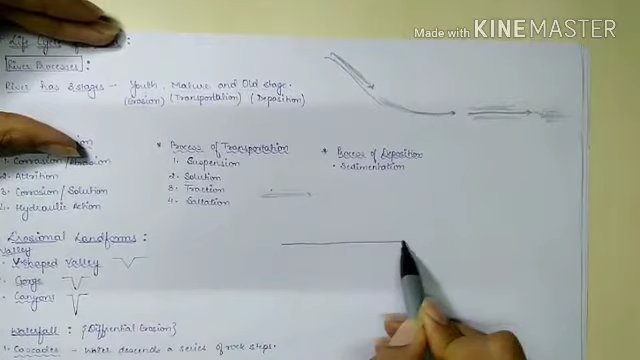 Made with KINEMASTER
Life Cycle
River Processes
River has 3 stages - Youth, Mature and Old stage.
(Erosion) (Transportation) (Deposition)
* Process of Transportation
* Process of Deposition
1. Corrasion/Abrasion
1. Suspension
• Sedimentation
2. Attrition
2. Solution
3. Corrosion/Solution
3. Traction
4. Hydraulic Action
4. Saltation
Erosional Landforms :
Valley
• V-shaped Valley
• Gorge
• Canyons
Waterfall : {Differential Erosion}
1. Cascades - Water descends a series of rock steps.